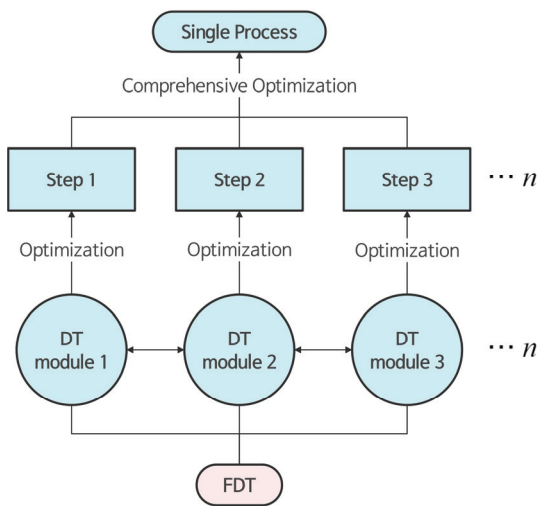 Single Process
Comprehensive Optimization
Step 1
Step 2
Step 3
⋯ n
Optimization
Optimization
Optimization
DT
module 1
DT
module 2
DT
module 3
⋯ n
FDT